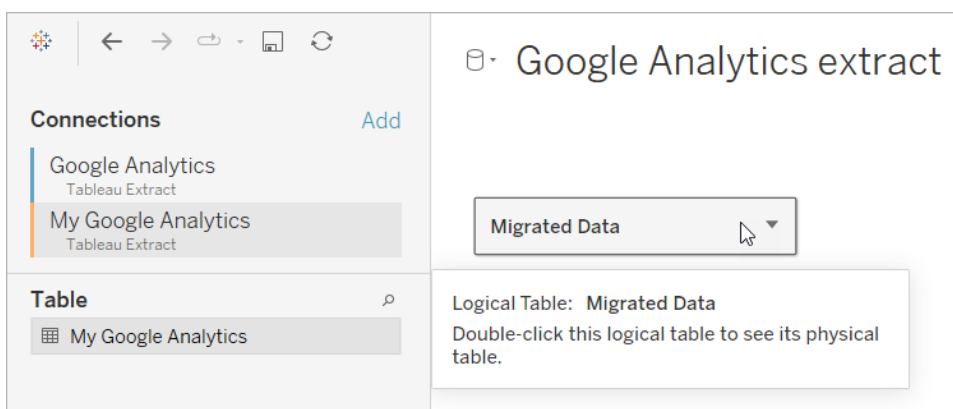 Connections
Add
Google Analytics
Tableau Extract
My Google Analytics
Tableau Extract
Table
My Google Analytics
Google Analytics extract
Migrated Data
Logical Table: Migrated Data
Double-click this logical table to see its physical
table.